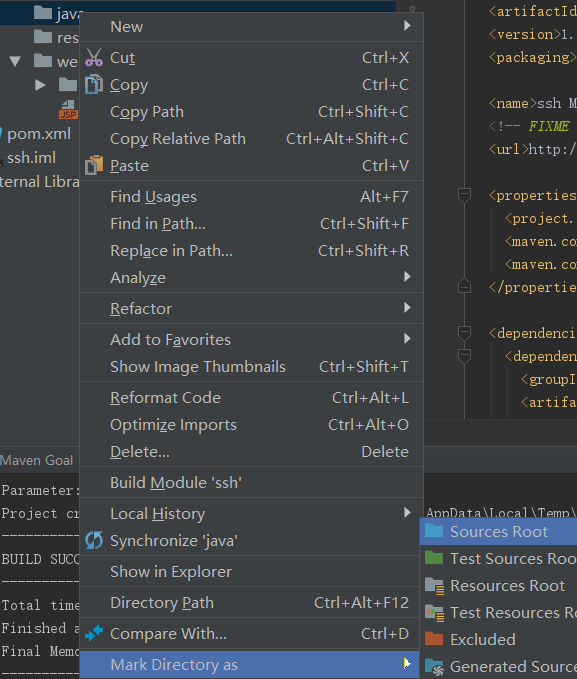 java
res
we
JSP
pom.xml
ssh.iml
ternal Libra
New
Cut Ctrl+X
Copy Ctrl+C
Copy Path Ctrl+Shift+C
Copy Relative Path Ctrl+Alt+Shift+C
Paste Ctrl+V
Find Usages Alt+F7
Find in Path... Ctrl+Shift+F
Replace in Path... Ctrl+Shift+R
Analyze
Refactor
Add to Favorites
Show Image Thumbnails Ctrl+Shift+T
Reformat Code Ctrl+Alt+L
Optimize Imports Ctrl+Alt+O
Delete... Delete
Build Module 'ssh'
Local History
Synchronize 'java'
Show in Explorer
Directory Path Ctrl+Alt+F12
Compare With... Ctrl+D
Mark Directory as
Sources Root
Test Sources Roo
Resources Root
Test Resources Ro
Excluded
Generated Source
<artifactId
<version>1.
<packaging>
<name>ssh M
<!-- FIXME
<url>http:/
<properties
<project.
<maven.co
<maven.co
</propertie
<dependenci
<dependen
<groupI
<artifa
Maven Goal
Parameter:
Project cr AppData\Local\Temp\
----------
BUILD SUCC
----------
Total time
Finished a
Final Memo
----------